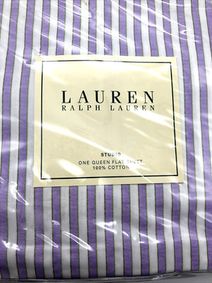 LAUREN
RALPH LAUREN
STUDIO
ONE QUEEN FLAT SHEET
100% COTTON